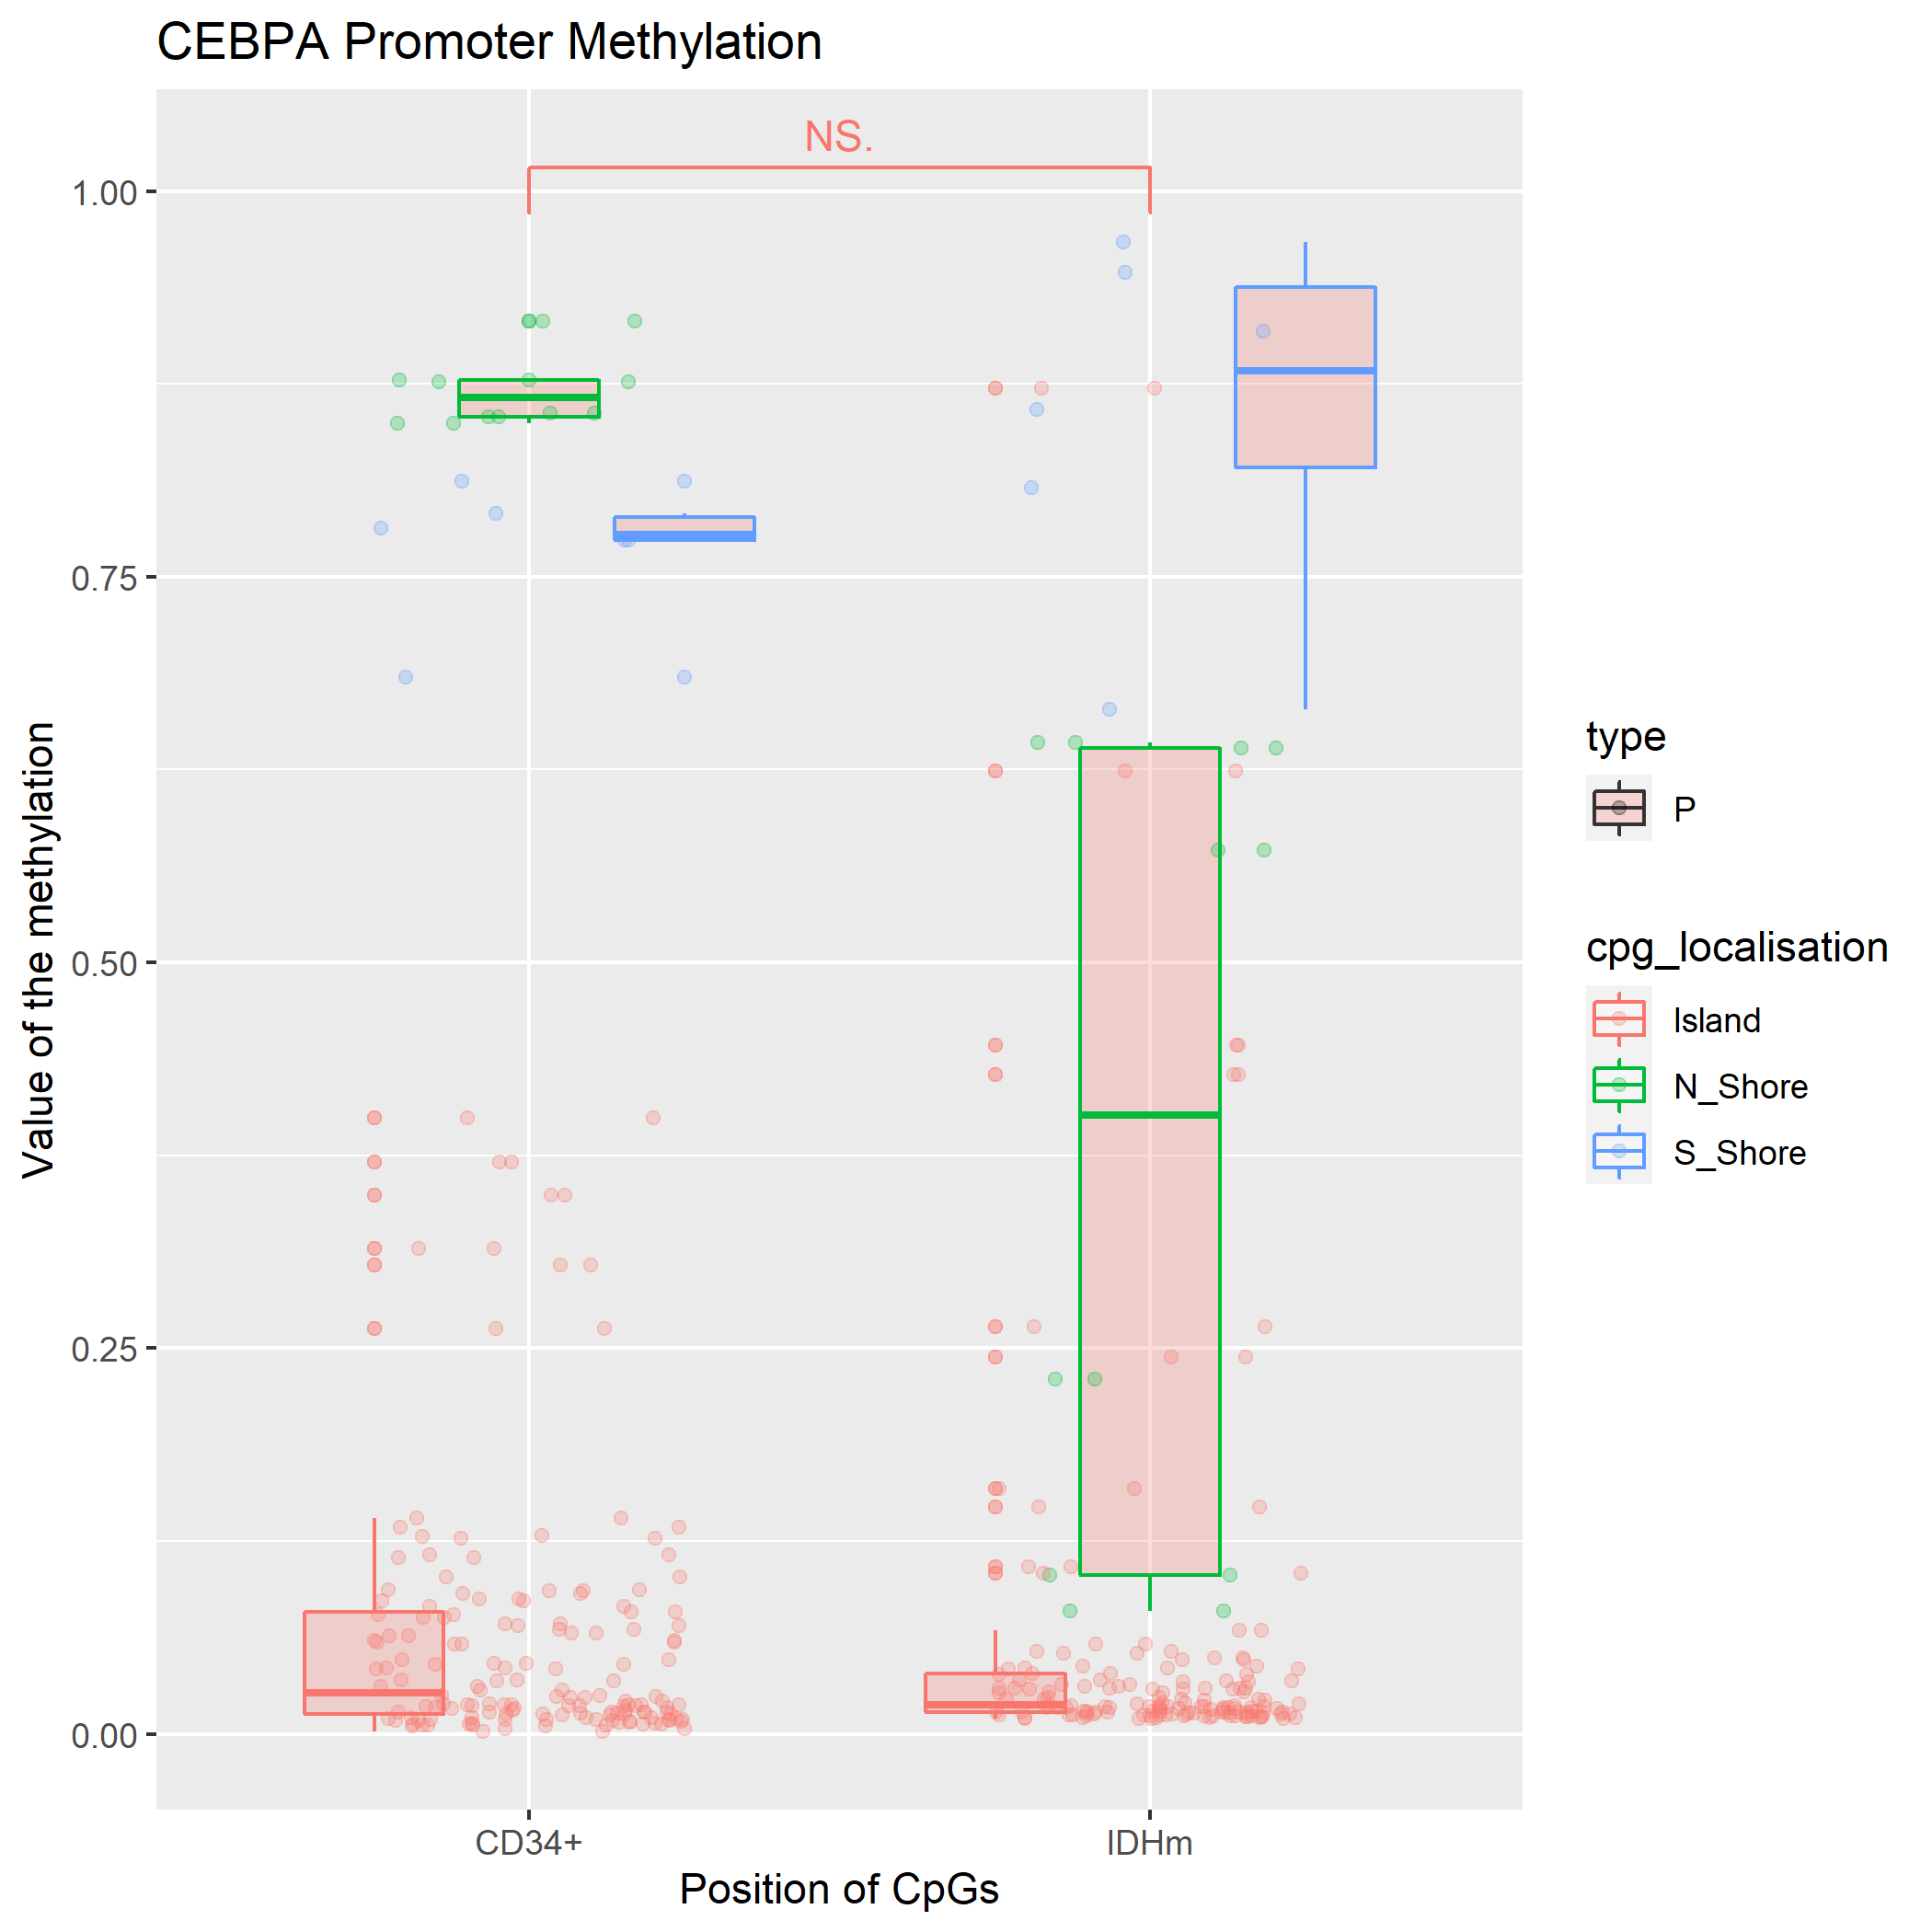 CEBPA Promoter Methylation
NS.
1.00
0.75
0.50
0.25
0.00
Value of the methylation
CD34+
IDHm
Position of CpGs
type
P
cpg_localisation
Island
N_Shore
S_Shore